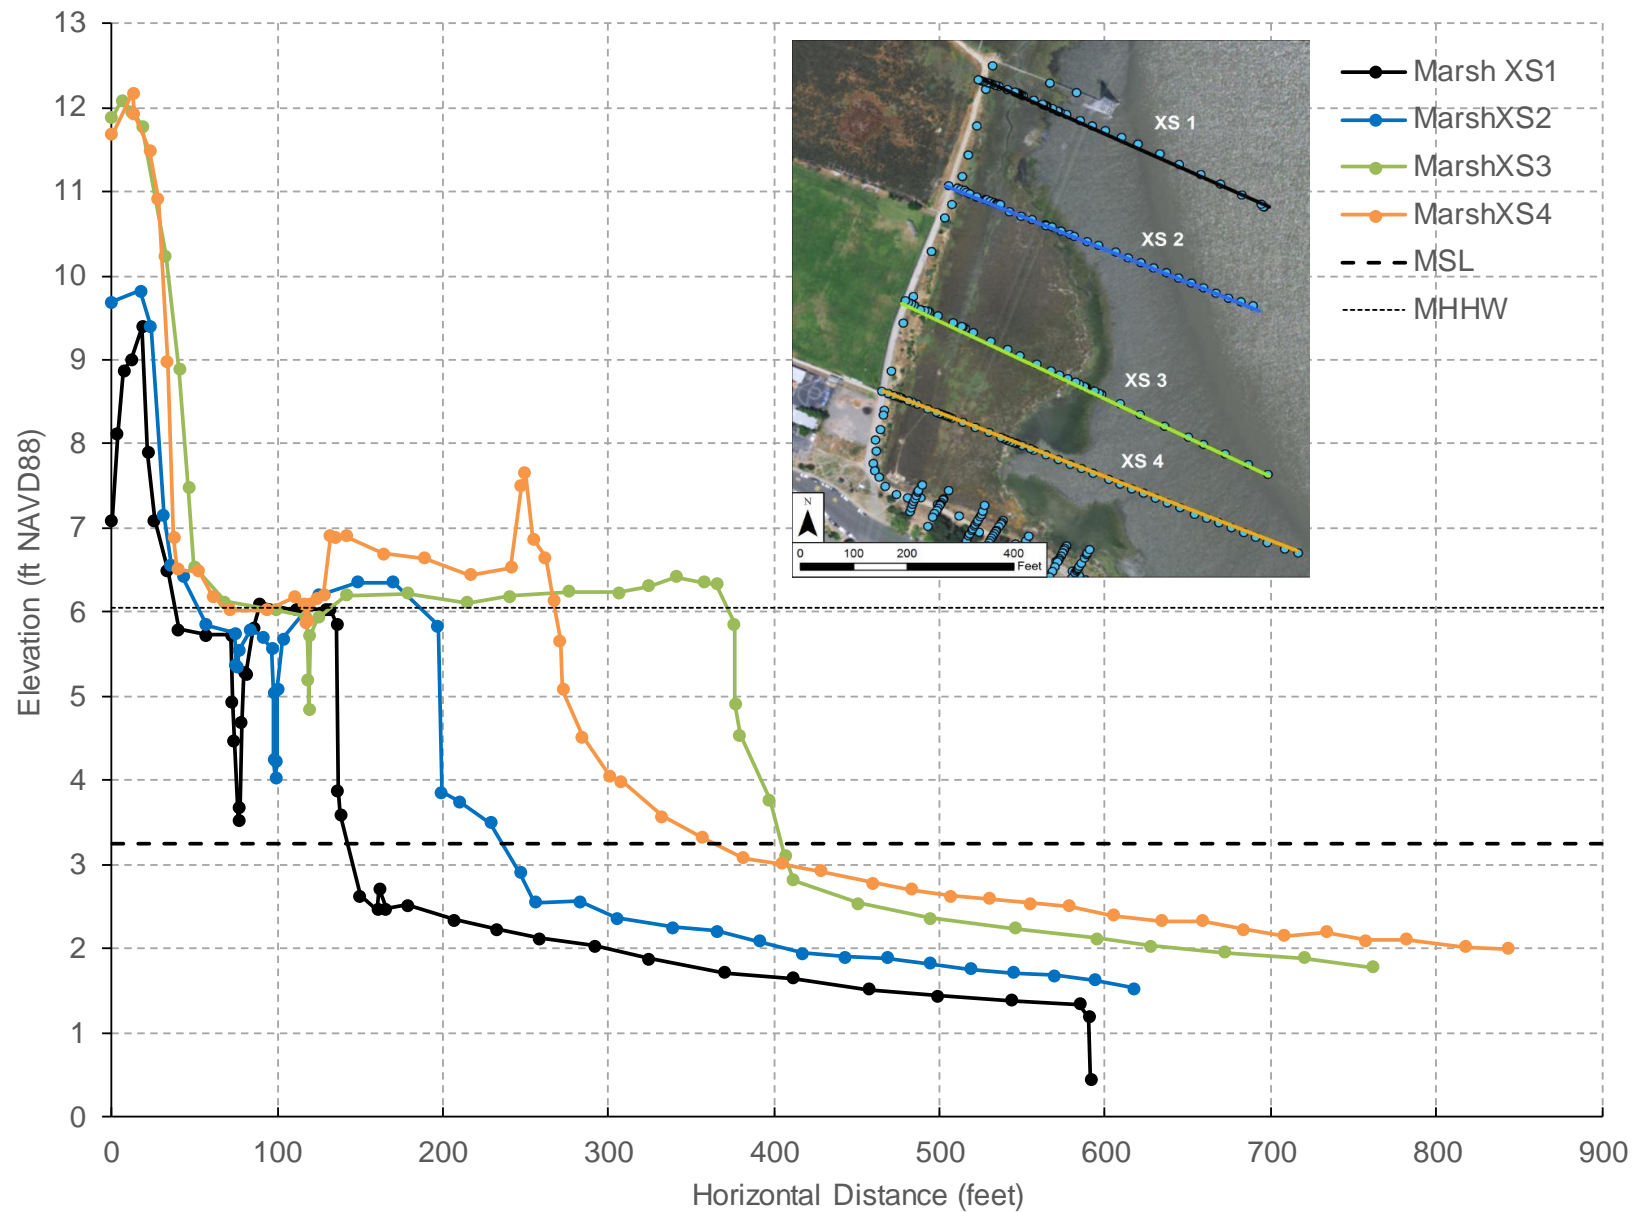 13
12
11
10
9
8
7
6
5
4
3
2
1
0
Elevation (ft NAVD88)
0 100 200 300 400 500 600 700 800 900
Horizontal Distance (feet)
Marsh XS1
MarshXS2
MarshXS3
MarshXS4
MSL
MHHW
XS 1
XS 2
XS 3
XS 4
N
0 100 200 400
Feet